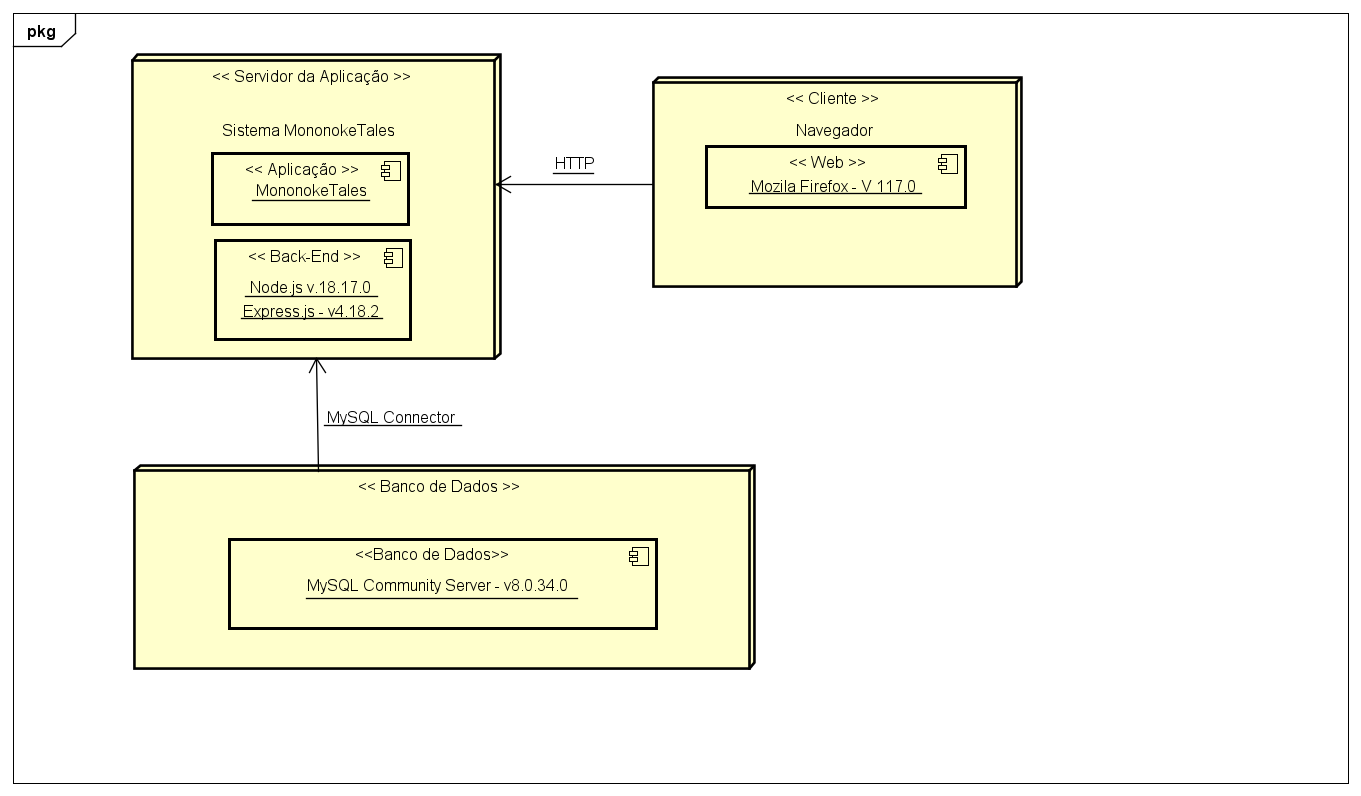 pkg
<< Servidor da Aplicação >>
Sistema MononokeTales
<< Aplicação >>
MononokeTales
<< Back-End >>
Node.js v.18.17.0
Express.js - v4.18.2
HTTP
<< Cliente >>
Navegador
<< Web >>
Mozila Firefox - V 117.0
MySQL Connector
<< Banco de Dados >>
<<Banco de Dados>>
MySQL Community Server - v8.0.34.0